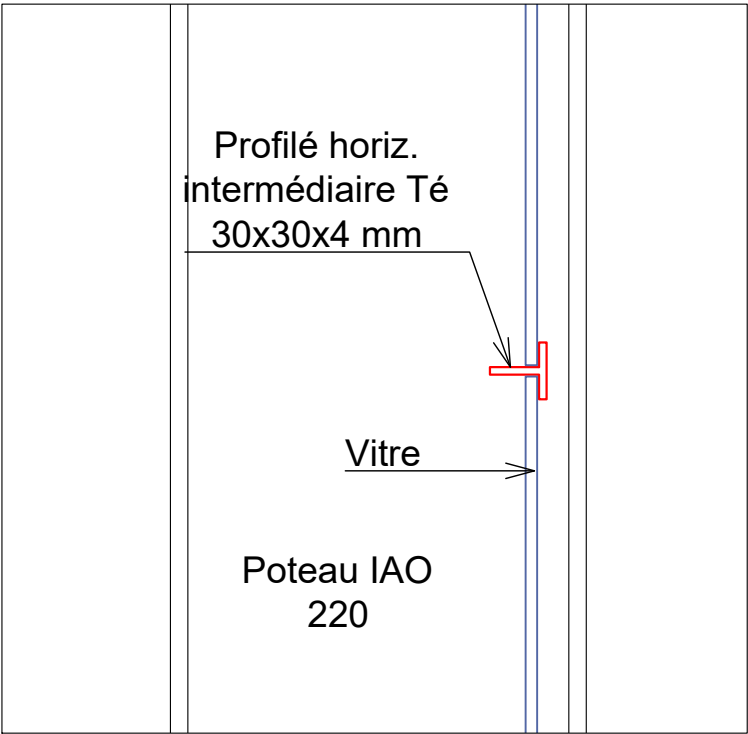 Profilé horiz.
intermédiaire Té
30x30x4 mm
Vitre
Poteau IAO
220